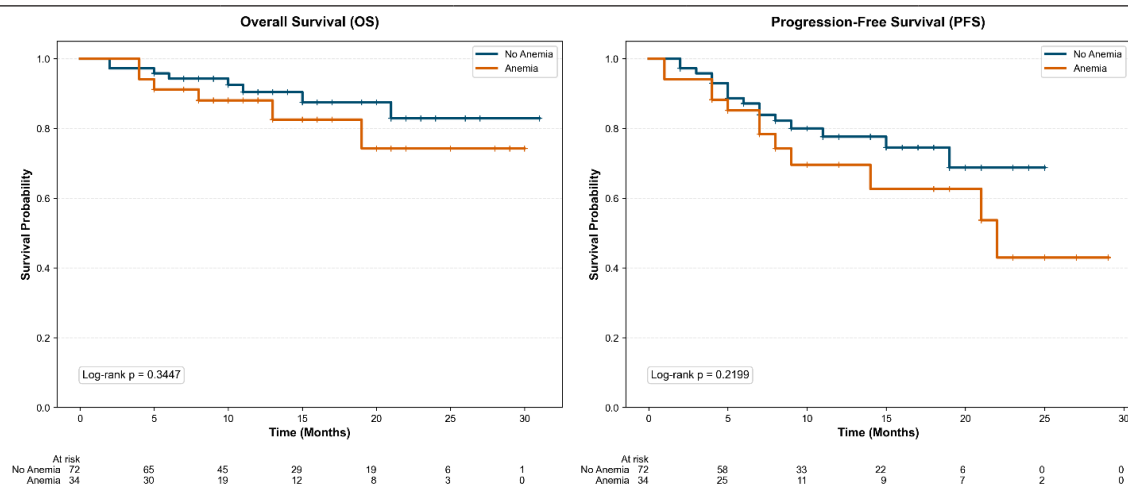 Overall Survival (OS)
No Anemia
Anemia
Survival Probability
1.0
0.8
0.6
0.4
0.2
0.0
Log-rank p = 0.3447
0 5 10 15 20 25 30
Time (Months)
At risk
No Anemia 72 65 45 29 19 6 1
Anemia 34 30 19 12 8 3 0
Progression-Free Survival (PFS)
No Anemia
Anemia
Survival Probability
1.0
0.8
0.6
0.4
0.2
0.0
Log-rank p = 0.2199
0 5 10 15 20 25 30
Time (Months)
At risk
No Anemia 72 58 33 22 6 0 0
Anemia 34 25 11 9 7 2 0